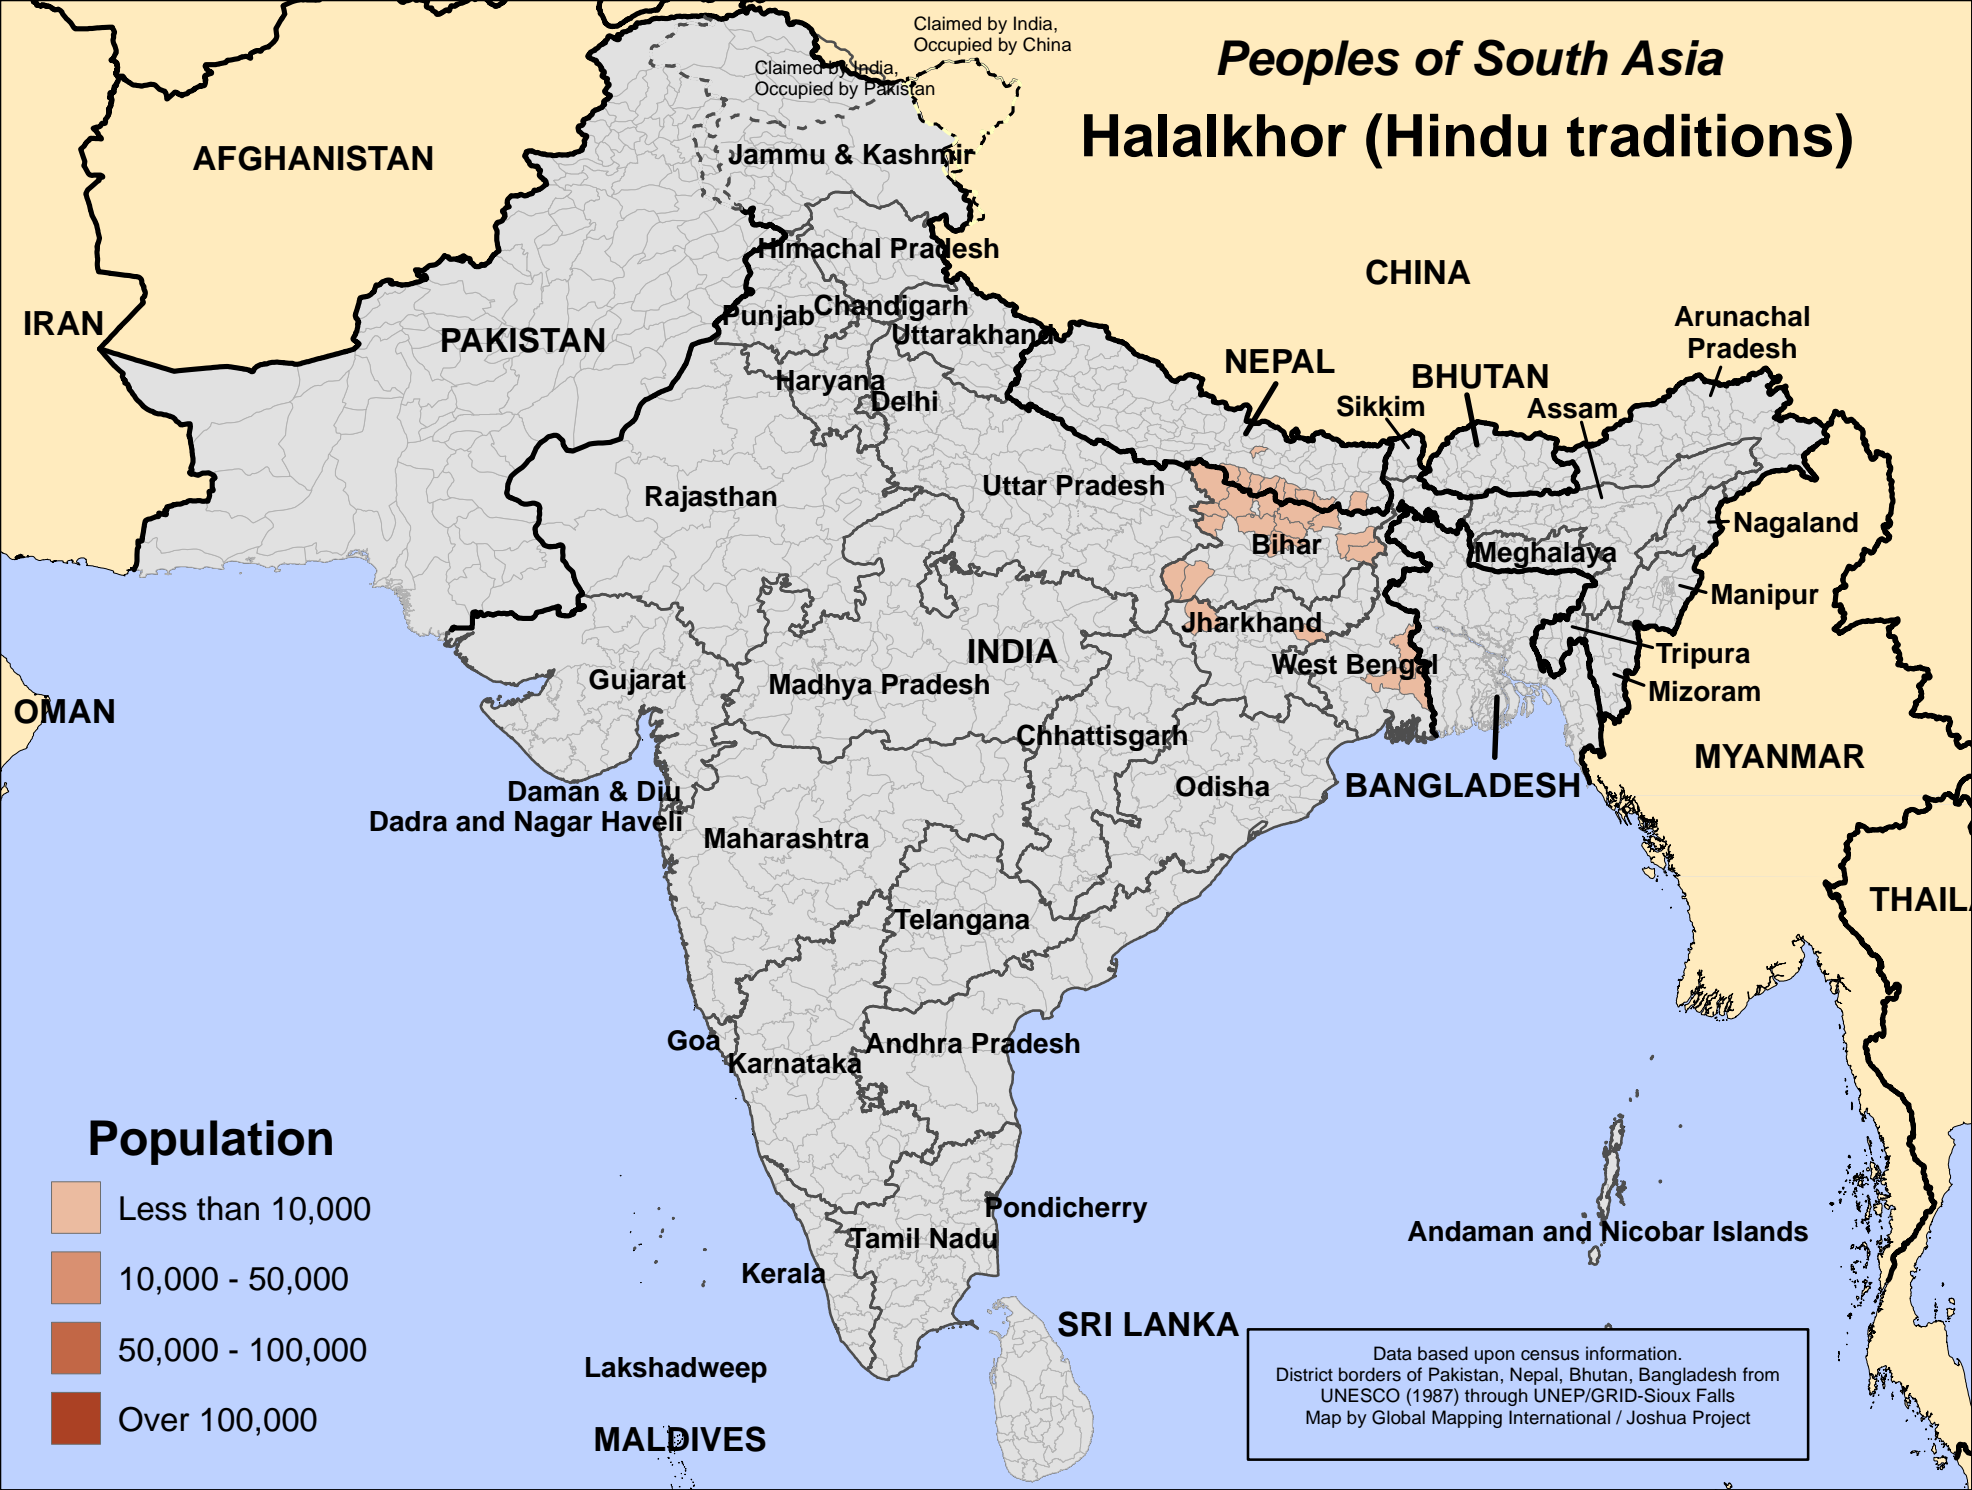 Claimed by India,
Occupied by China
Peoples of South Asia
Claimed by India,
Occupied by Pakistan
Halalkhor (Hindu traditions)
AFGHANISTAN
Jammu & Kashmir
Himachal Pradesh
CHINA
IRAN
PAKISTAN
Punjab
Chandigarh
Uttarakhand
Arunachal
Pradesh
NEPAL
BHUTAN
Haryana
Delhi
Sikkim
Assam
Rajasthan
Uttar Pradesh
Nagaland
Bihar
Meghalaya
Manipur
Jharkhand
INDIA
Tripura
West Bengal
Gujarat
Madhya Pradesh
Mizoram
OMAN
Chhattisgarh
MYANMAR
Odisha
BANGLADESH
Daman & Diu
Dadra and Nagar Haveli
Maharashtra
THAIL
Telangana
Goa
Karnataka
Andhra Pradesh
Population
Less than 10,000
10,000 - 50,000
50,000 - 100,000
Over 100,000
Pondicherry
Tamil Nadu
Andaman and Nicobar Islands
Kerala
SRI LANKA
Lakshadweep
MALDIVES
Data based upon census information.
District borders of Pakistan, Nepal, Bhutan, Bangladesh from
UNESCO (1987) through UNEP/GRID-Sioux Falls
Map by Global Mapping International / Joshua Project